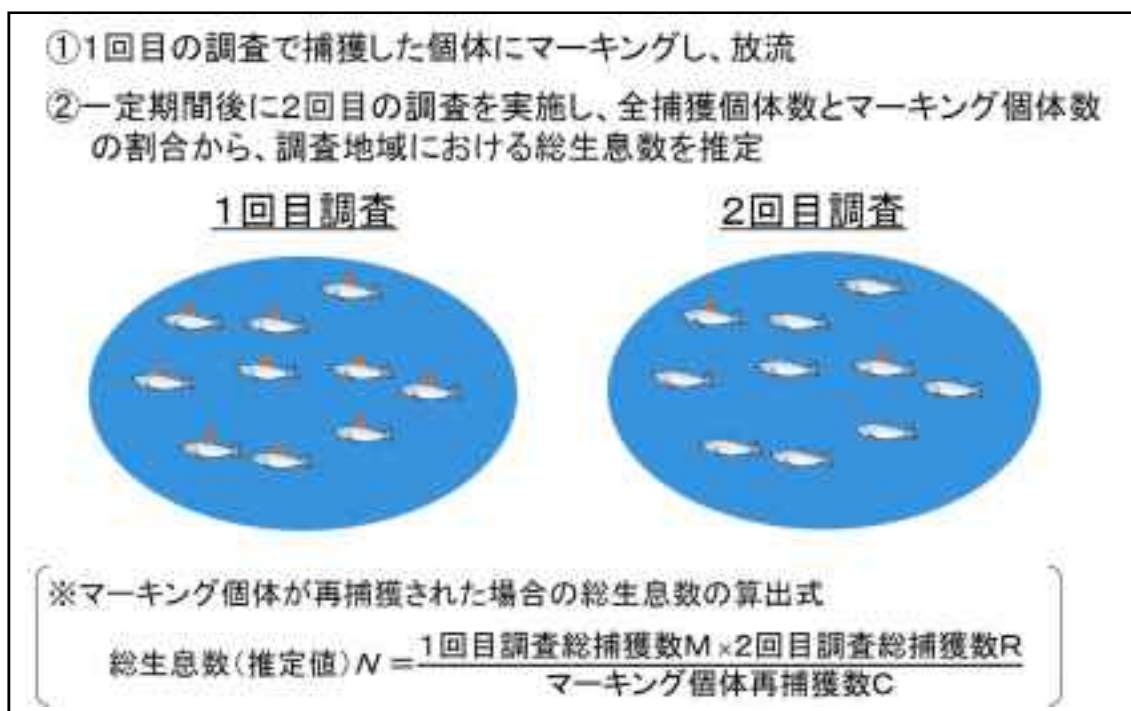 ①1回目の調査で捕獲した個体にマーキングし、放流
②一定期間後に2回目の調査を実施し、全捕獲個体数とマーキング個体数
の割合から、調査地域における総生息数を推定
1回目調査
2回目調査
※マーキング個体が再捕獲された場合の総生息数の算出式
総生息数(推定値)N=1回目調査総捕獲数M×2回目調査総捕獲数R
マーキング個体再捕獲数C